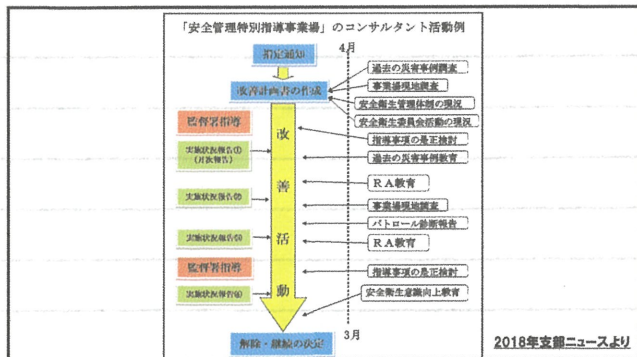 「安全管理特別指導事業場」のコンサルタント活動例
4月
指定通知
過去の災害事例調査
改善計画書の作成
事業場現地調査
安全衛生管理体制の現況
安全衛生委員会活動の現況
監督署指導
改
指導事項の是正検討
実施状況報告①
(月次報告)
過去の災害事例教育
善
RA教育
実施状況報告②
事業場現地調査
パトロール診断報告
活
実施状況報告③
RA教育
監督署指導
指導事項の是正検討
動
実施状況報告④
安全衛生意識向上教育
3月
解除・継続の決定
2018年支部ニュースより